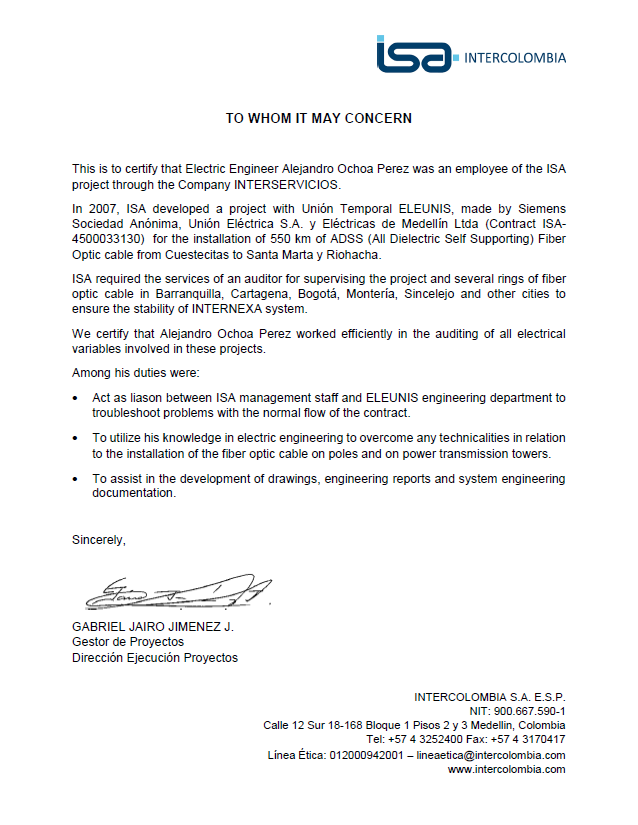 isa INTERCOLOMBIA
TO WHOM IT MAY CONCERN
This is to certify that Electric Engineer Alejandro Ochoa Perez was an employee of the ISA
project through the Company INTERSERVICIOS.
In 2007, ISA developed a project with Unión Temporal ELEUNIS, made by Siemens
Sociedad Anónima, Unión Eléctrica S.A. y Eléctricas de Medellín Ltda (Contract ISA-
4500033130) for the installation of 550 km of ADSS (All Dielectric Self Supporting) Fiber
Optic cable from Cuestecitas to Santa Marta y Riohacha.
ISA required the services of an auditor for supervising the project and several rings of fiber
optic cable in Barranquilla, Cartagena, Bogotá, Montería, Sincelejo and other cities to
ensure the stability of INTERNEXA system.
We certify that Alejandro Ochoa Perez worked efficiently in the auditing of all electrical
variables involved in these projects.
Among his duties were:
• Act as liason between ISA management staff and ELEUNIS engineering department to
troubleshoot problems with the normal flow of the contract.
• To utilize his knowledge in electric engineering to overcome any technicalities in relation
to the installation of the fiber optic cable on poles and on power transmission towers.
• To assist in the development of drawings, engineering reports and system engineering
documentation.
Sincerely,
GABRIEL JAIRO JIMENEZ J.
Gestor de Proyectos
Dirección Ejecución Proyectos
INTERCOLOMBIA S.A. E.S.P.
NIT: 900.667.590-1
Calle 12 Sur 18-168 Bloque 1 Pisos 2 y 3 Medellin, Colombia
Tel: +57 4 3252400 Fax: +57 4 3170417
Línea Ética: 012000942001 – lineaetica@intercolombia.com
www.intercolombia.com